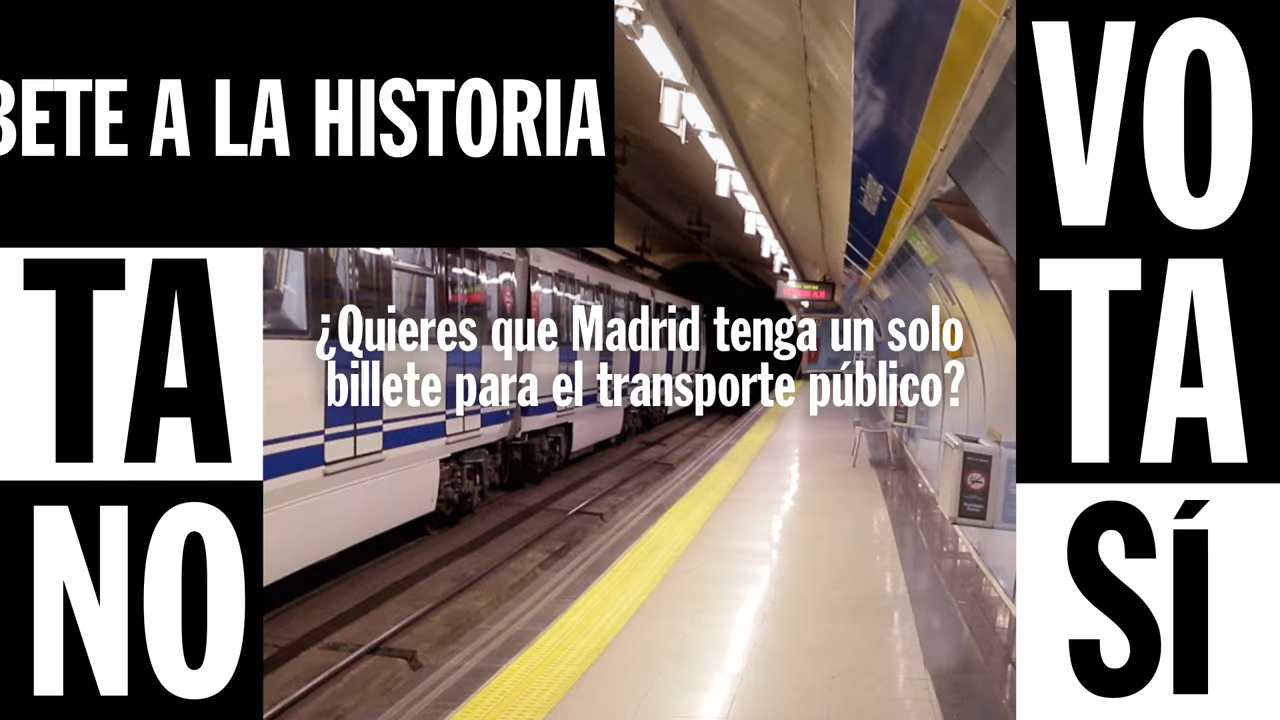 BETE A LA HISTORIA
VO
TA
SÍ
TA
NO
¿Quieres que Madrid tenga un solo
billete para el transporte público?